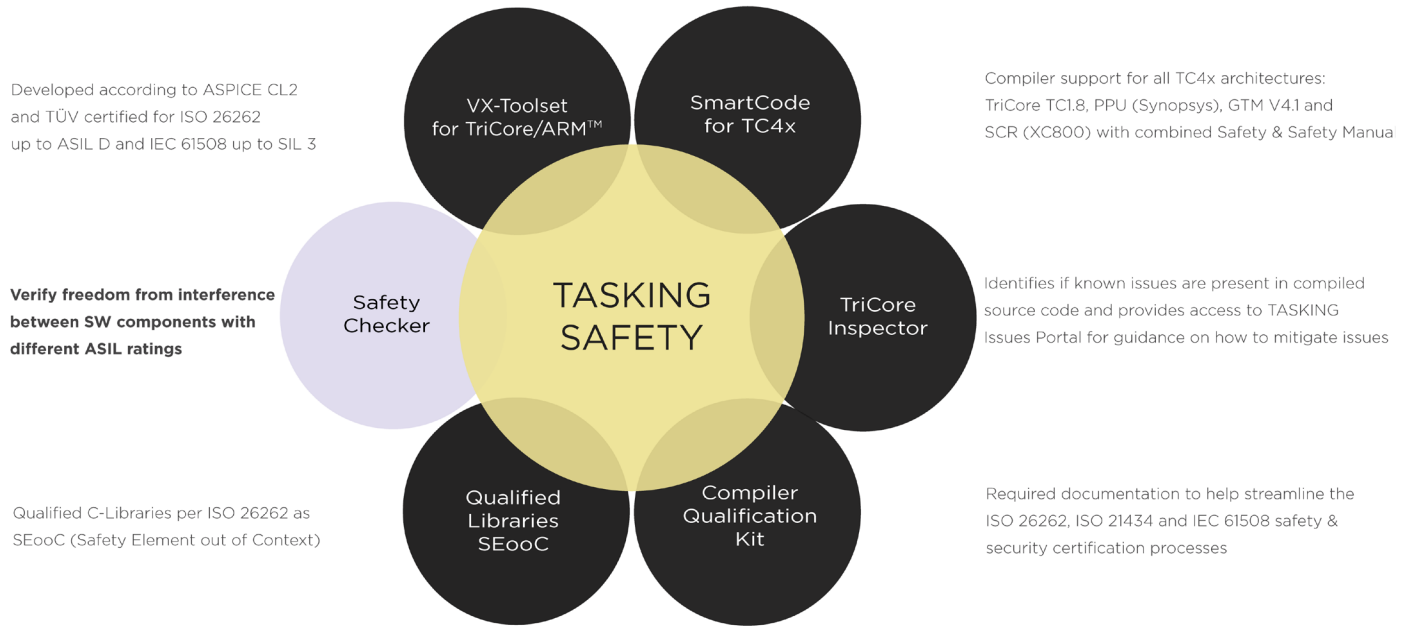 Developed according to ASPICE CL2
and TÜV certified for ISO 26262
up to ASIL D and IEC 61508 up to SIL 3
VX-Toolset
for TriCore/ARM™
SmartCode
for TC4x
Compiler support for all TC4x architectures:
TriCore TC1.8, PPU (Synopsys), GTM V4.1 and
SCR (XC800) with combined Safety & Safety Manual
Verify freedom from interference
between SW components with
different ASIL ratings
Safety
Checker
TASKING
SAFETY
TriCore
Inspector
Identifies if known issues are present in compiled
source code and provides access to TASKING
Issues Portal for guidance on how to mitigate issues
Qualified C-Libraries per ISO 26262 as
SEooC (Safety Element out of Context)
Qualified
Libraries
SEooC
Compiler
Qualification
Kit
Required documentation to help streamline the
ISO 26262, ISO 21434 and IEC 61508 safety &
security certification processes